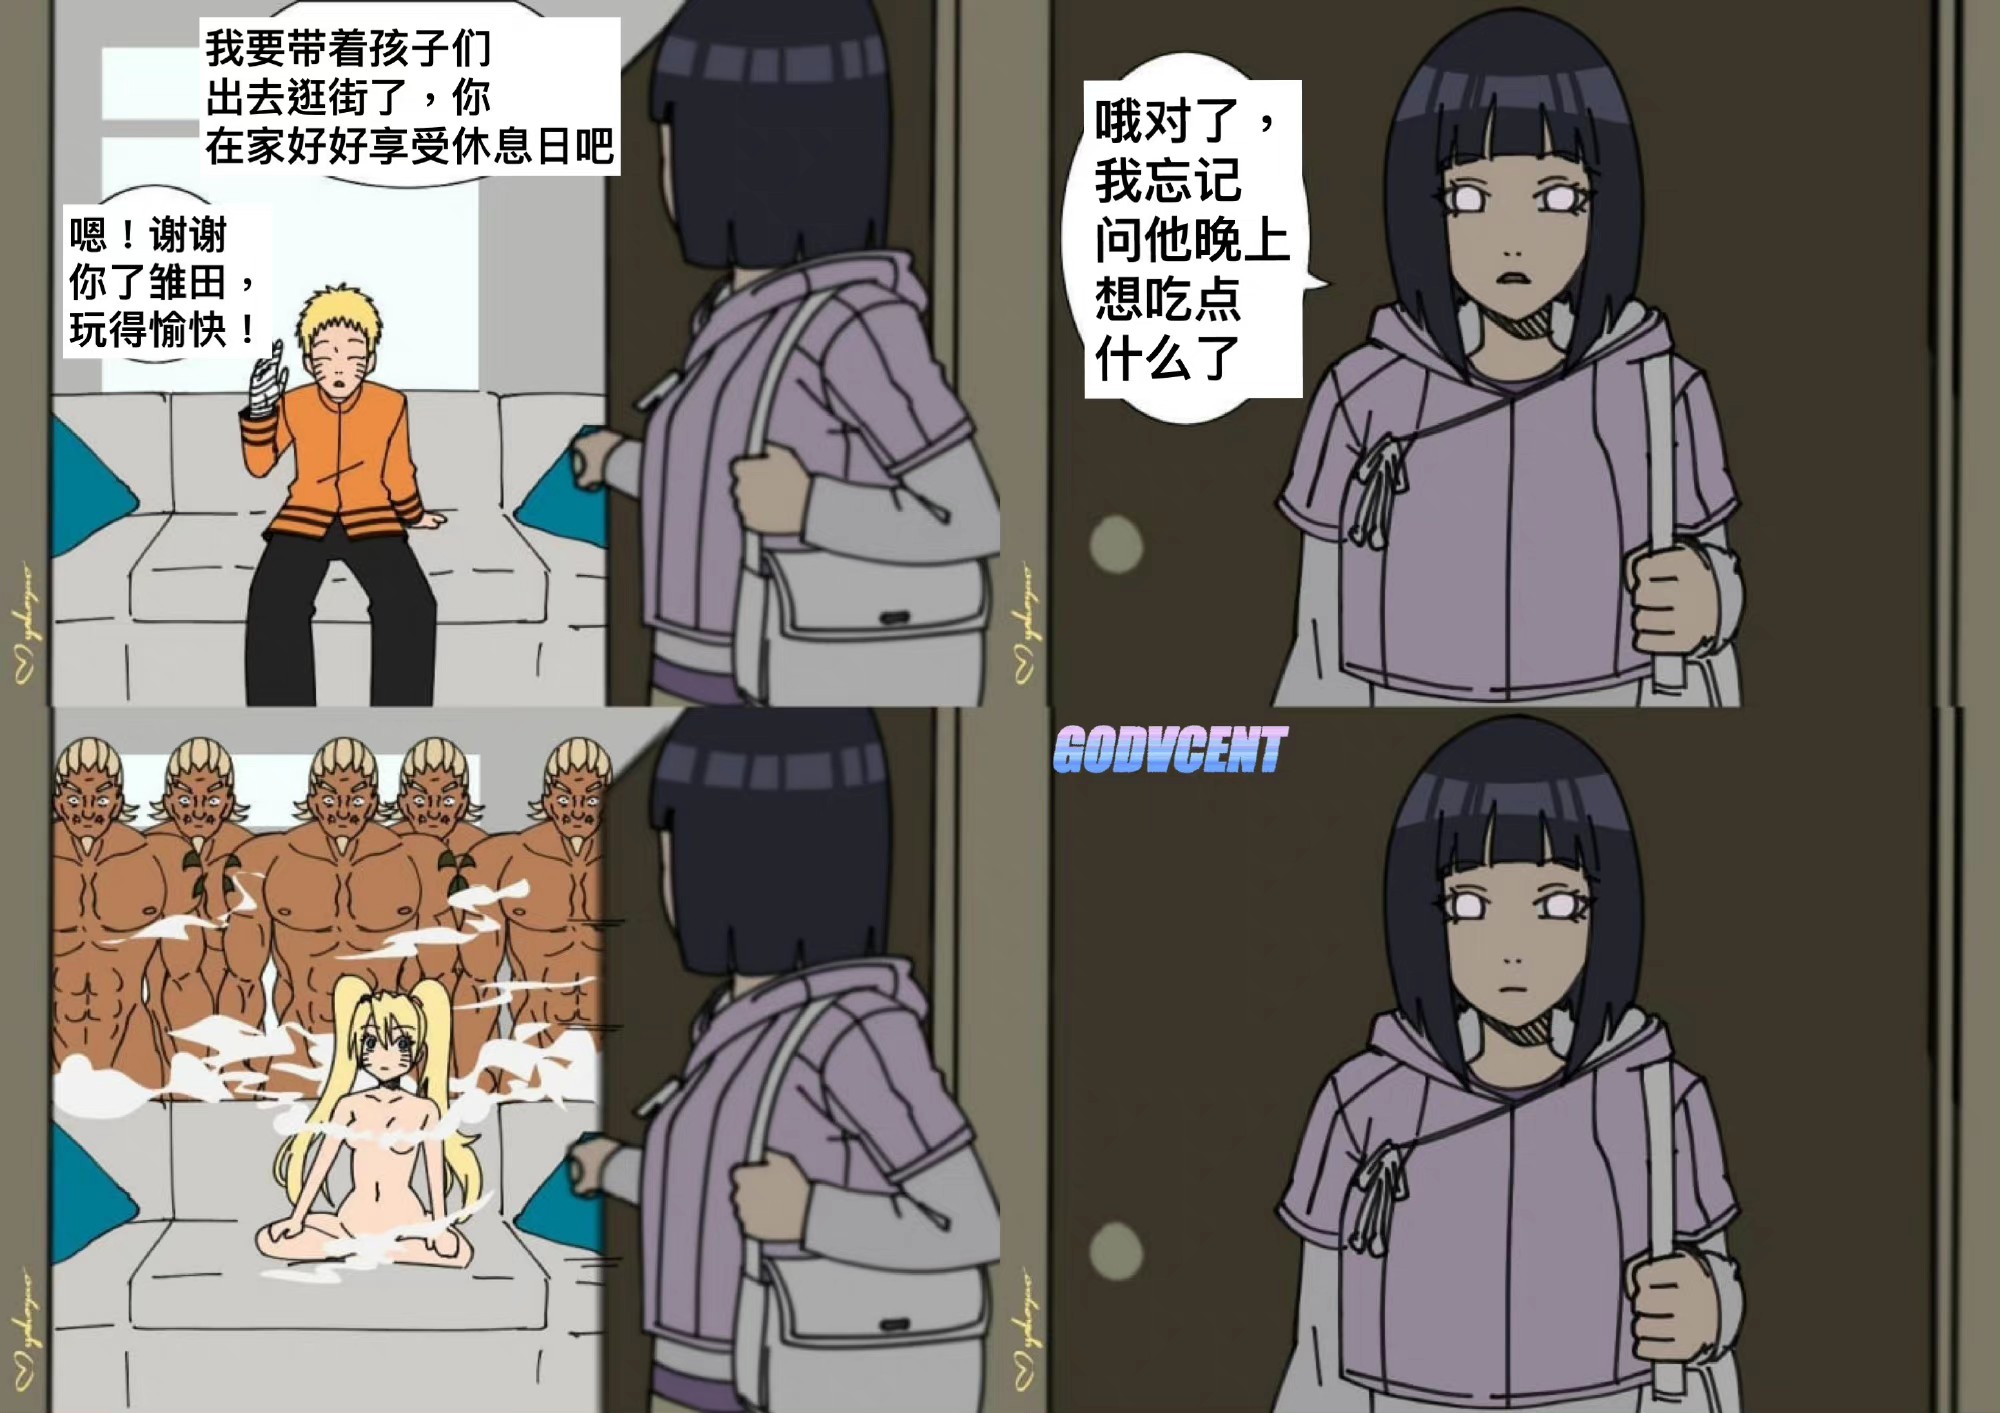 我要带着孩子们
出去逛街了，你
在家好好享受休息日吧
嗯！谢谢
你了雏田，
玩得愉快！
哦对了，
我忘记
问他晚上
想吃点
什么了
GODVCENT